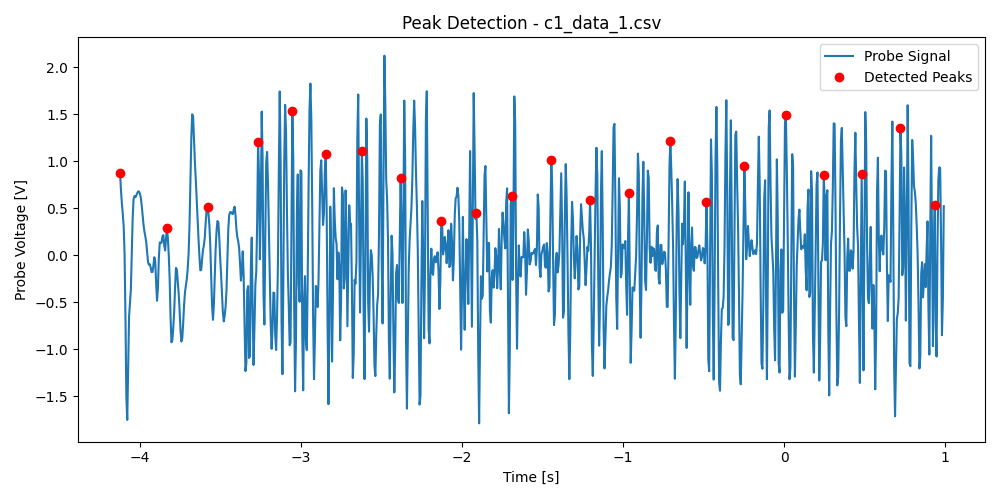 Peak Detection - c1_data_1.csv
Probe Signal
Detected Peaks
Probe Voltage [V]
2.0
1.5
1.0
0.5
0.0
−0.5
−1.0
−1.5
−4
−3
−2
−1
0
1
Time [s]